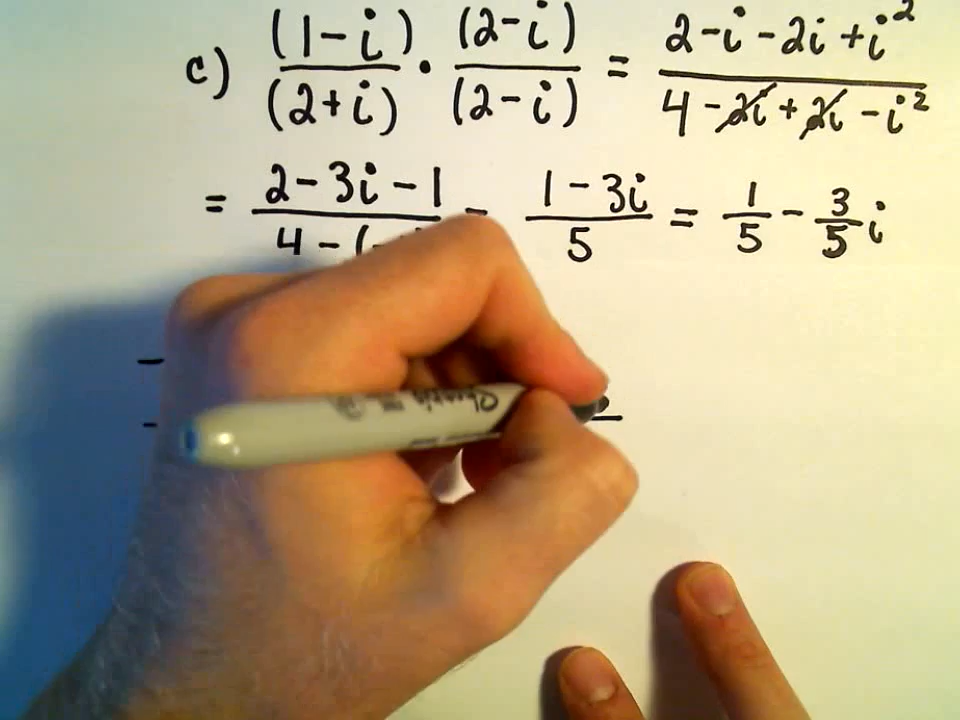 c) (1-i)/(2+i) · (2-i)/(2-i) = (2-i-2i+i²)/(4-2i+2i-i²)
= (2-3i-1)/(4-(- = (1-3i)/5 = 1/5 - 3/5 i
Sharpie